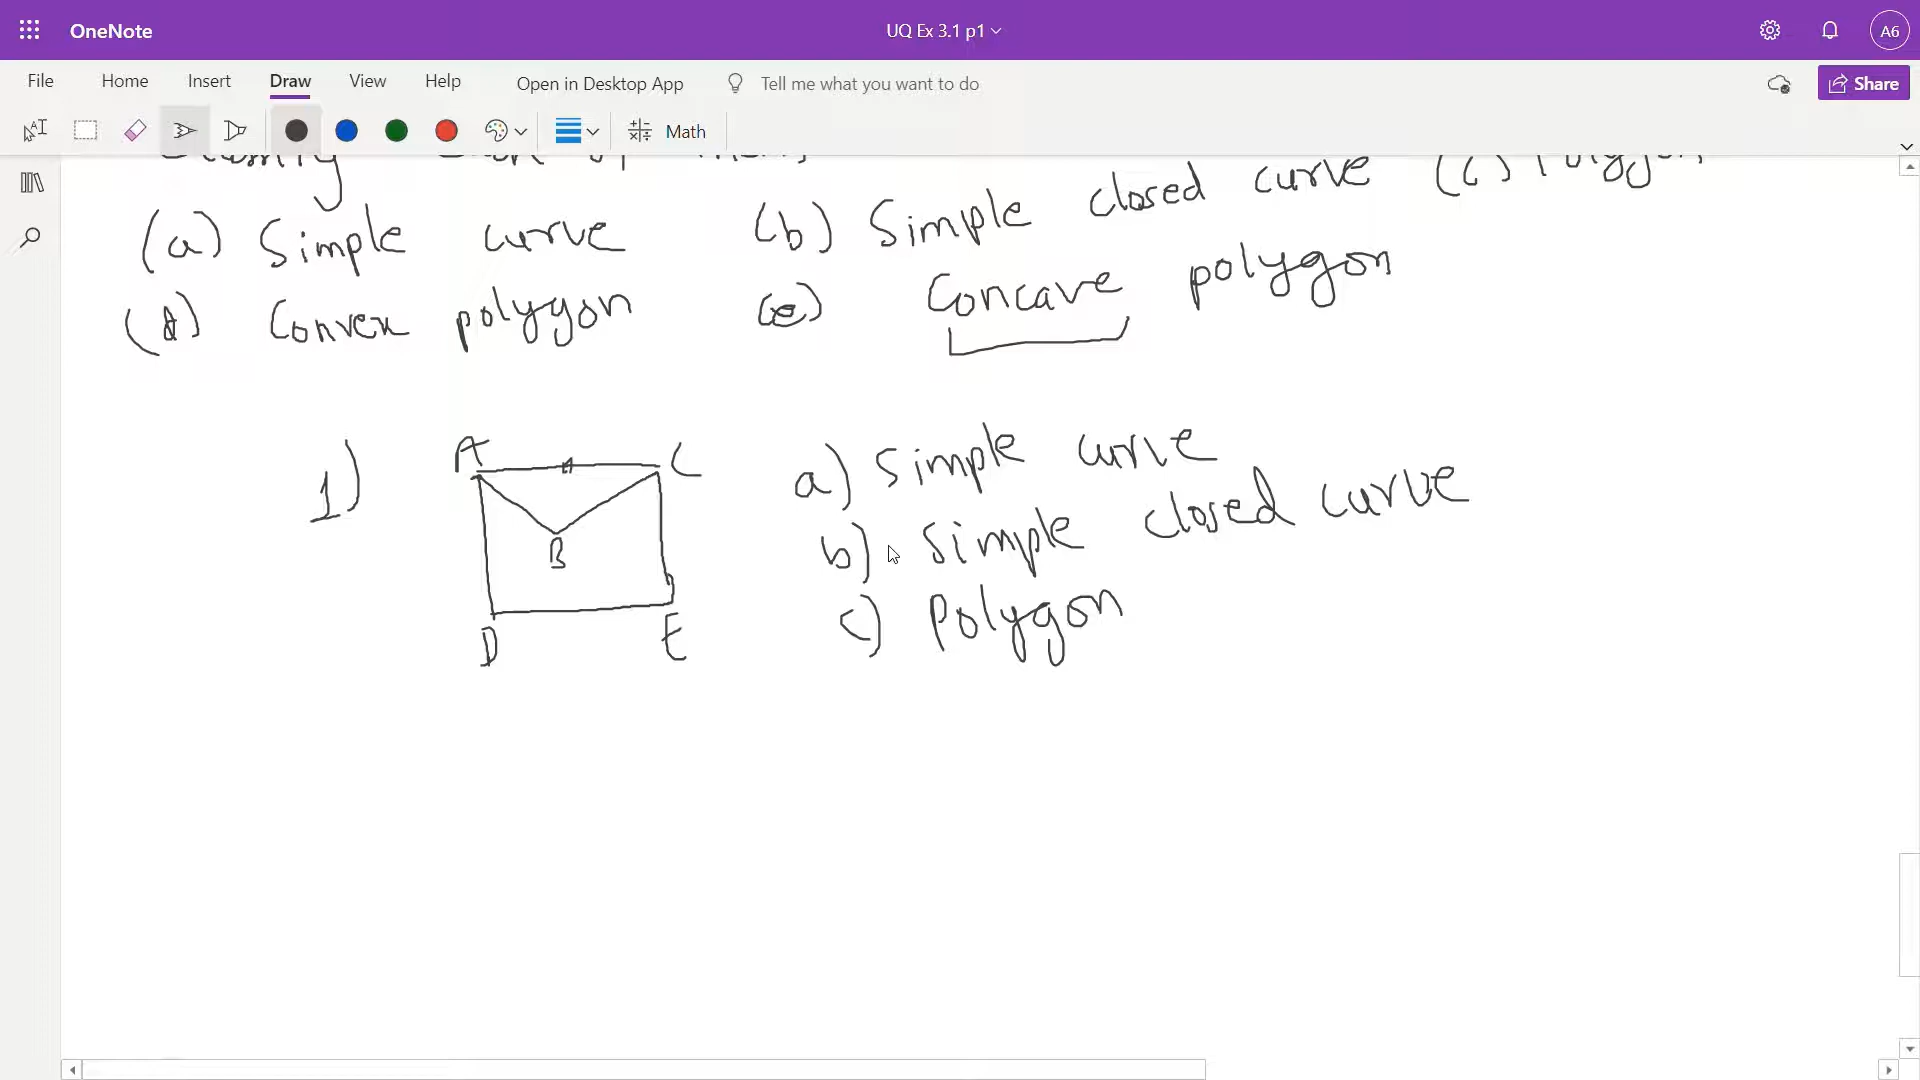 OneNote
UQ Ex 3.1 p1
A6
File Home Insert Draw View Help Open in Desktop App Tell me what you want to do
Share
Math
(a) Simple curve (b) Simple closed curve (c) Polygon
(d) Convex polygon (e) Concave polygon
1) A C
B
D E
a) Simple curve
b) Simple closed curve
c) Polygon